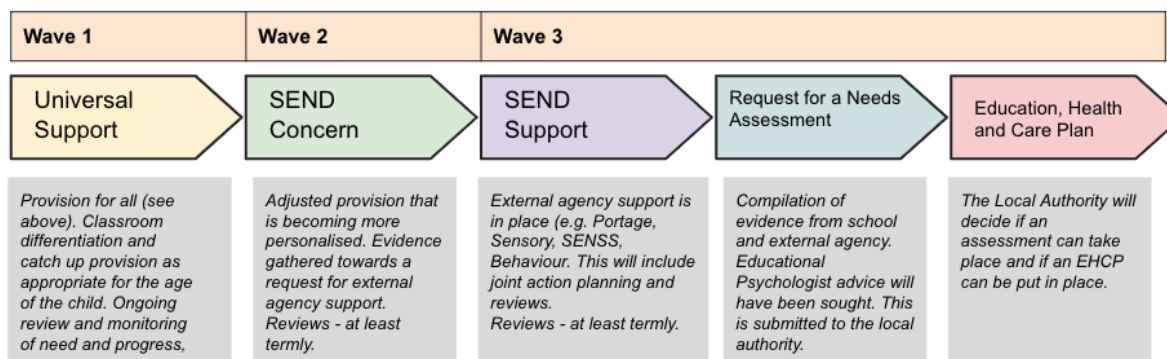 Wave 1
Wave 2
Wave 3
Universal
Support
SEND
Concern
SEND
Support
Request for a Needs
Assessment
Education, Health
and Care Plan
Provision for all (see
above). Classroom
differentiation and
catch up provision as
appropriate for the age
of the child. Ongoing
review and monitoring
of need and progress,
Adjusted provision that
is becoming more
personalised. Evidence
gathered towards a
request for external
agency support.
Reviews - at least
termly.
External agency support is
in place (e.g. Portage,
Sensory, SENSS,
Behaviour. This will include
joint action planning and
reviews.
Reviews - at least termly.
Compilation of
evidence from school
and external agency.
Educational
Psychologist advice will
have been sought. This
is submitted to the local
authority.
The Local Authority will
decide if an
assessment can take
place and if an EHCP
can be put in place.